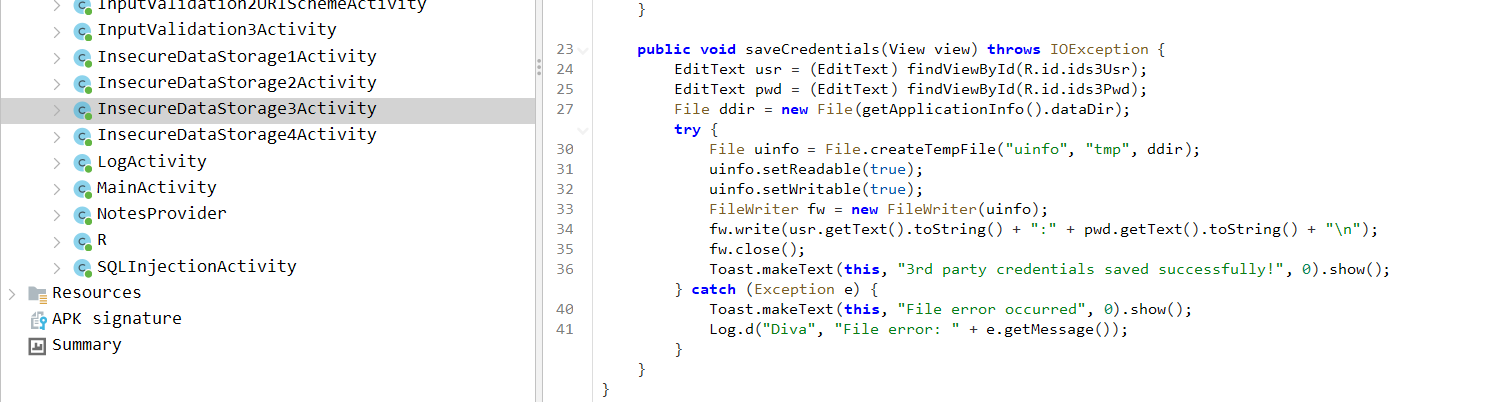 InputValidation2URISchemeActivity
InputValidation3Activity
InsecureDataStorage1Activity
InsecureDataStorage2Activity
InsecureDataStorage3Activity
InsecureDataStorage4Activity
LogActivity
MainActivity
NotesProvider
R
SQLInjectionActivity
Resources
APK signature
Summary
}
23 public void saveCredentials(View view) throws IOException {
24 EditText usr = (EditText) findViewById(R.id.ids3Usr);
25 EditText pwd = (EditText) findViewById(R.id.ids3Pwd);
27 File ddir = new File(getApplicationInfo().dataDir);
try {
30 File uinfo = File.createTempFile("uinfo", "tmp", ddir);
31 uinfo.setReadable(true);
32 uinfo.setWritable(true);
33 FileWriter fw = new FileWriter(uinfo);
34 fw.write(usr.getText().toString() + ":" + pwd.getText().toString() + "\n");
35 fw.close();
36 Toast.makeText(this, "3rd party credentials saved successfully!", 0).show();
} catch (Exception e) {
40 Toast.makeText(this, "File error occurred", 0).show();
41 Log.d("Diva", "File error: " + e.getMessage());
}
}
}